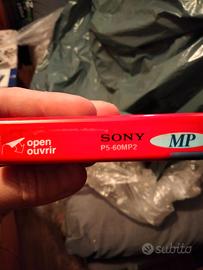 open
ouvrir
SONY
P5-60MP2
MP
subito